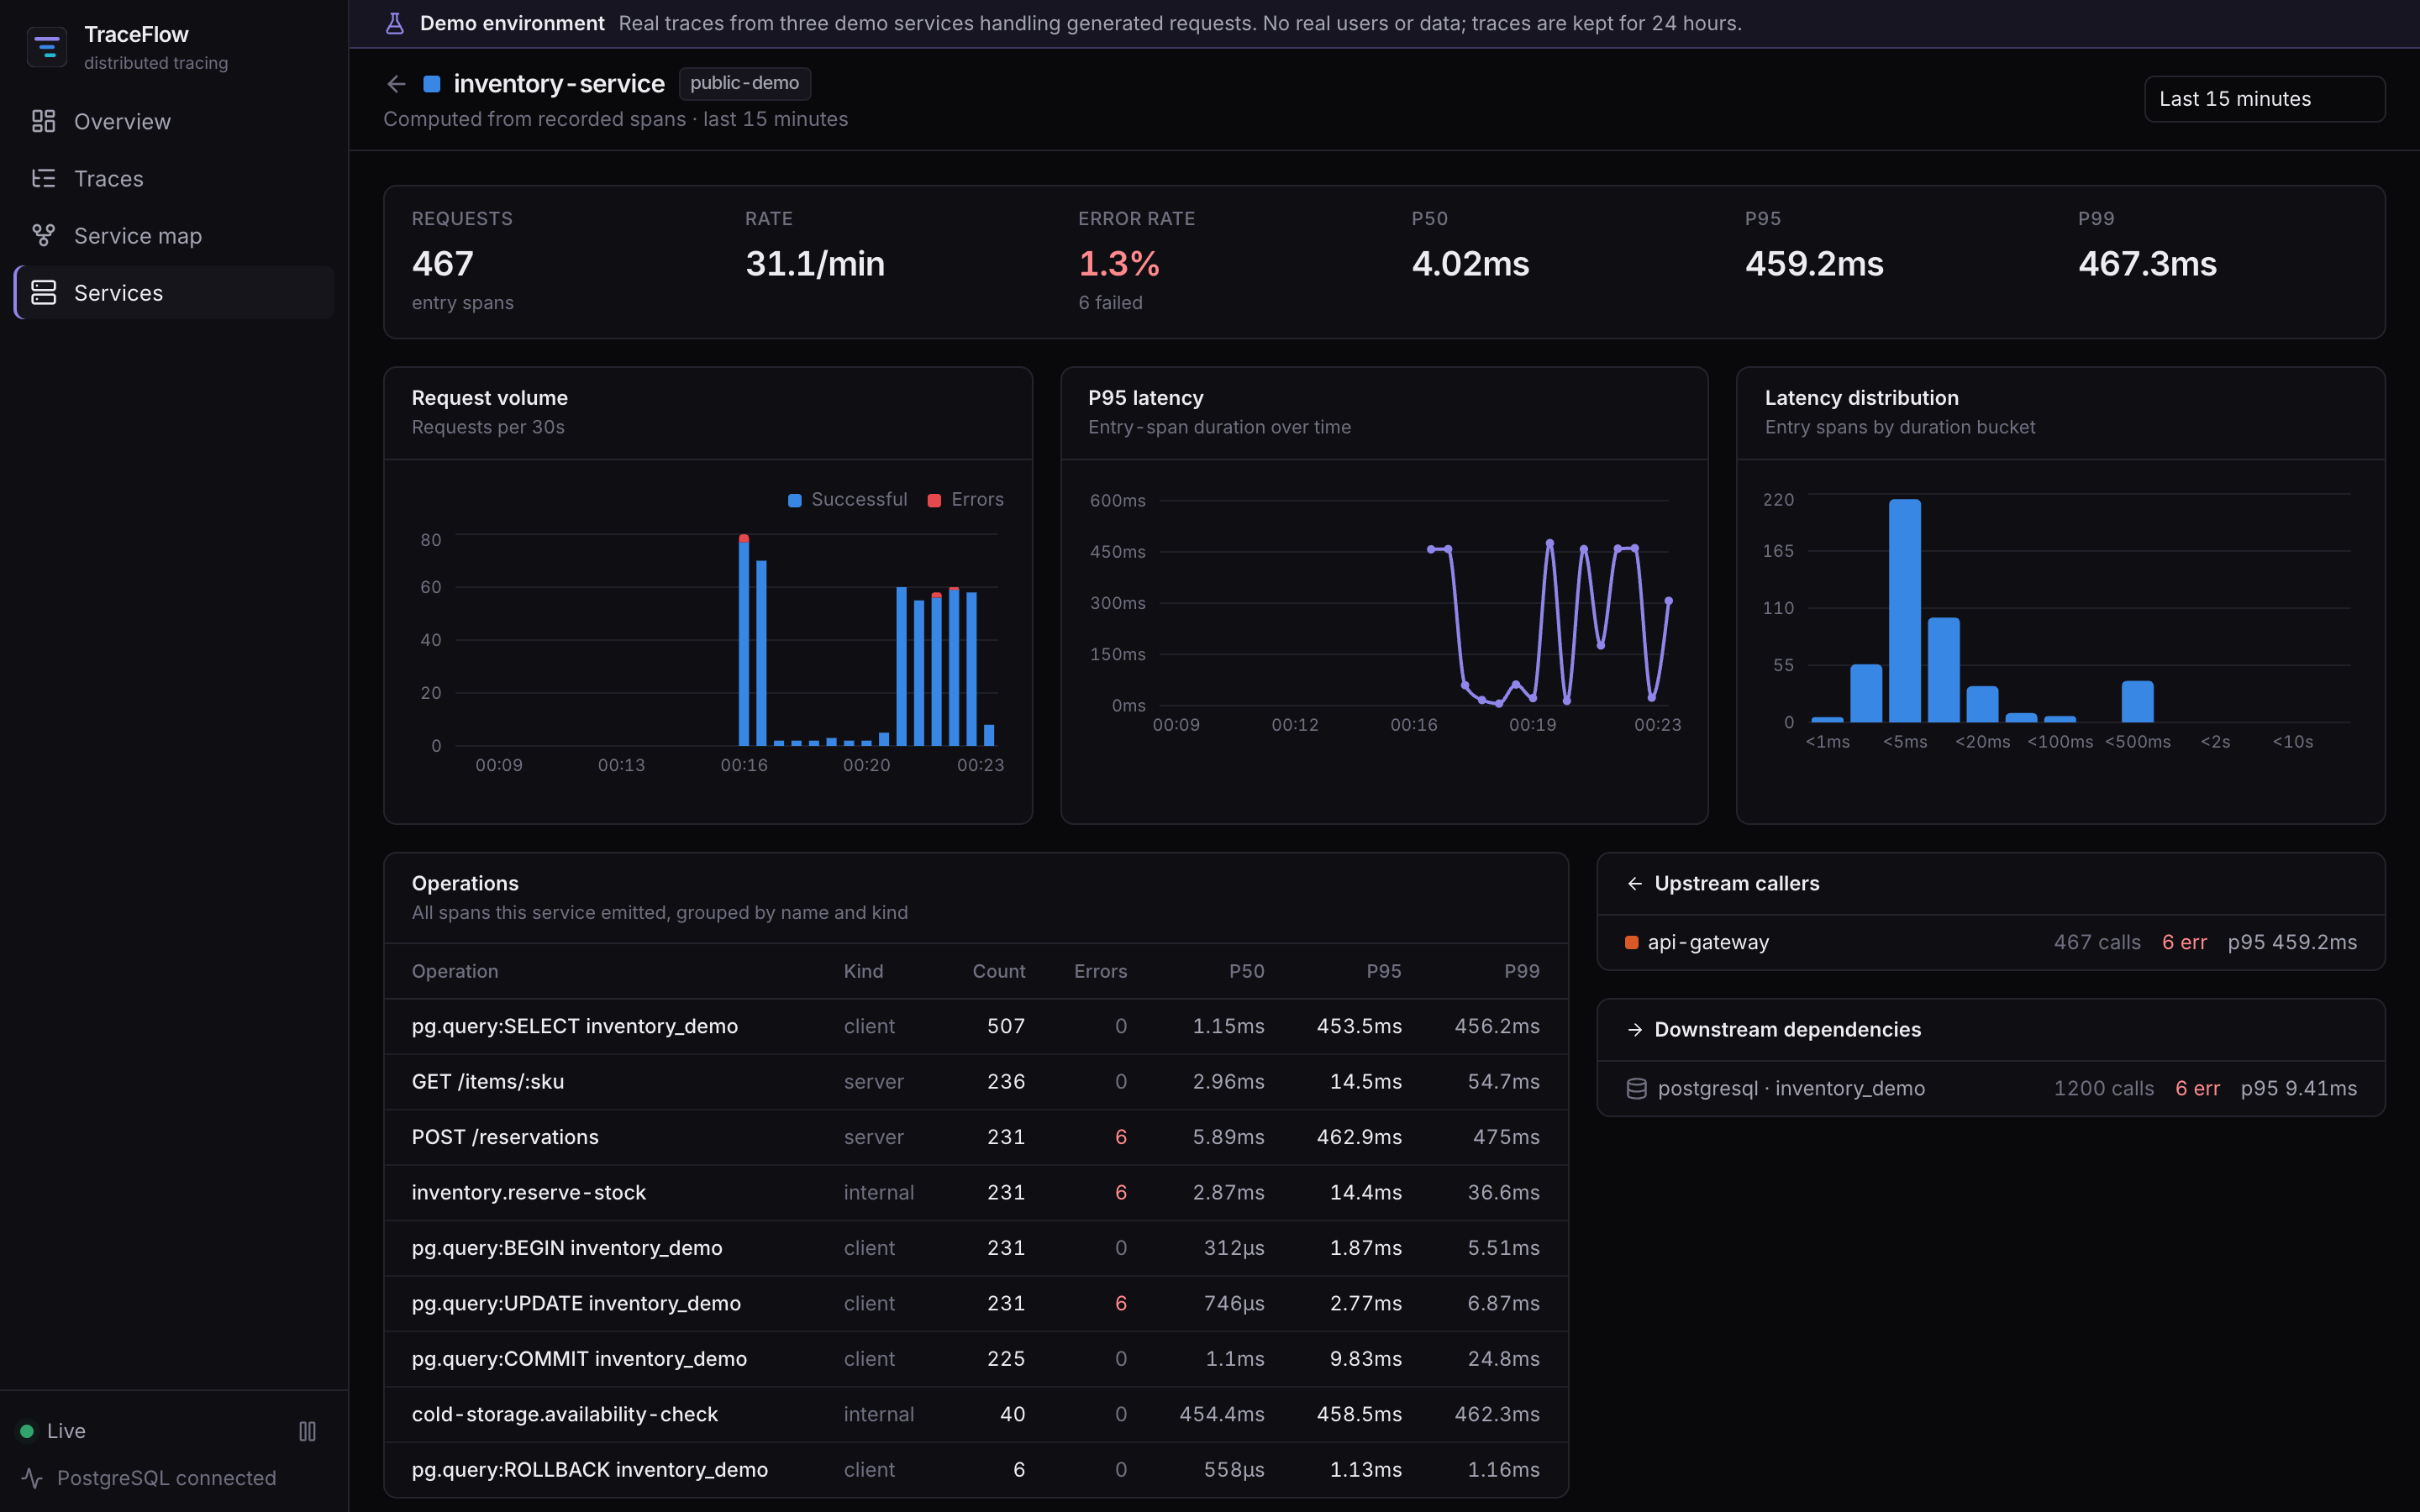 TraceFlow
distributed tracing
Overview
Traces
Service map
Services
Live
PostgreSQL connected
Demo environment Real traces from three demo services handling generated requests. No real users or data; traces are kept for 24 hours.
inventory-service public-demo
Computed from recorded spans · last 15 minutes
Last 15 minutes
REQUESTS
467
entry spans
RATE
31.1/min
ERROR RATE
1.3%
6 failed
P50
4.02ms
P95
459.2ms
P99
467.3ms
Request volume
Requests per 30s
Successful Errors
80
60
40
20
0
00:09 00:13 00:16 00:20 00:23
P95 latency
Entry-span duration over time
600ms
450ms
300ms
150ms
0ms
00:09 00:12 00:16 00:19 00:23
Latency distribution
Entry spans by duration bucket
220
165
110
55
0
<1ms <5ms <20ms <100ms <500ms <2s <10s
Operations
All spans this service emitted, grouped by name and kind
Operation Kind Count Errors P50 P95 P99
pg.query:SELECT inventory_demo client 507 0 1.15ms 453.5ms 456.2ms
GET /items/:sku server 236 0 2.96ms 14.5ms 54.7ms
POST /reservations server 231 6 5.89ms 462.9ms 475ms
inventory.reserve-stock internal 231 6 2.87ms 14.4ms 36.6ms
pg.query:BEGIN inventory_demo client 231 0 312µs 1.87ms 5.51ms
pg.query:UPDATE inventory_demo client 231 6 746µs 2.77ms 6.87ms
pg.query:COMMIT inventory_demo client 225 0 1.1ms 9.83ms 24.8ms
cold-storage.availability-check internal 40 0 454.4ms 458.5ms 462.3ms
pg.query:ROLLBACK inventory_demo client 6 0 558µs 1.13ms 1.16ms
Upstream callers
api-gateway 467 calls 6 err p95 459.2ms
Downstream dependencies
postgresql · inventory_demo 1200 calls 6 err p95 9.41ms